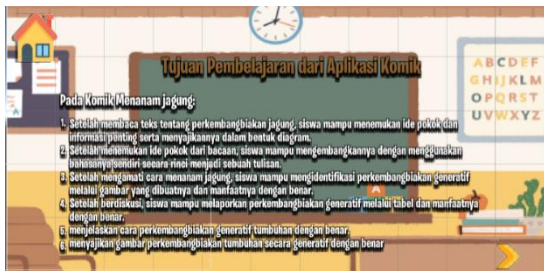 Tujuan Pembelajaran dari Aplikasi Komik
ABCDEF
GHIJKLM
OPQRST
UVWXYZ
Pada Komik Menanam jagung:
1. Setelah membaca teks tentang perkembangbiakan jagung, siswa mampu menemukan ide pokok dan
informasi penting serta menyajikannya dalam bentuk diagram.
2. Setelah menemukan ide pokok dari bacaan, siswa mampu mengembangkannya dengan menggunakan
bahasanya sendiri secara rinci menjadi sebuah tulisan.
3. Setelah mengamati cara menanam jagung, siswa mampu mengidentifikasi perkembangbiakan generatif
melalui gambar yang dibuatnya dan manfaatnya dengan benar.
A
4. Setelah berdiskusi, siswa mampu melaporkan perkembangbiakan generatif melalui tabel dan manfaatnya
dengan benar.
5. menjelaskan cara perkembangbiakan generatif tumbuhan dengan benar.
6. menyajikan gambar perkembangbiakan tumbuhan secara generatif dengan benar